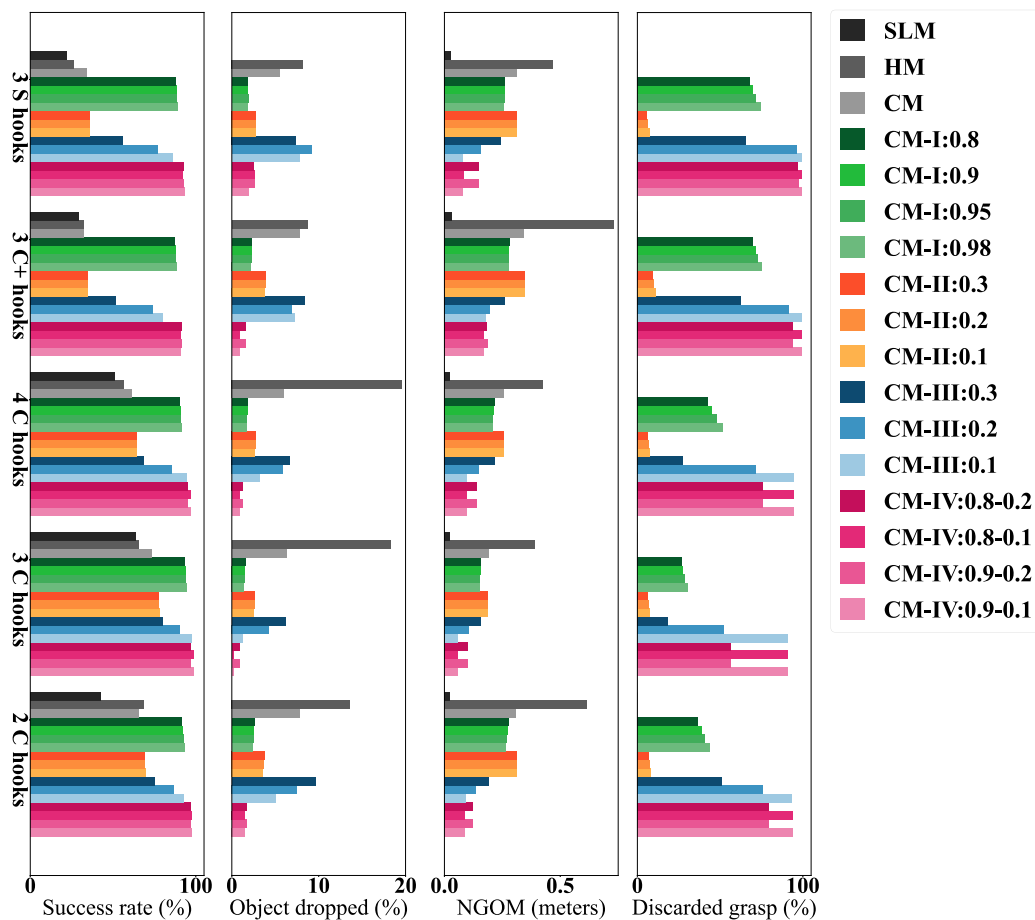 3 S hooks
3 C+ hooks
4 C hooks
3 C hooks
2 C hooks
0 100
Success rate (%)
0 10 20
Object dropped (%)
0.0 0.5
NGOM (meters)
0 100
Discarded grasp (%)
SLM
HM
CM
CM-I:0.8
CM-I:0.9
CM-I:0.95
CM-I:0.98
CM-II:0.3
CM-II:0.2
CM-II:0.1
CM-III:0.3
CM-III:0.2
CM-III:0.1
CM-IV:0.8-0.2
CM-IV:0.8-0.1
CM-IV:0.9-0.2
CM-IV:0.9-0.1